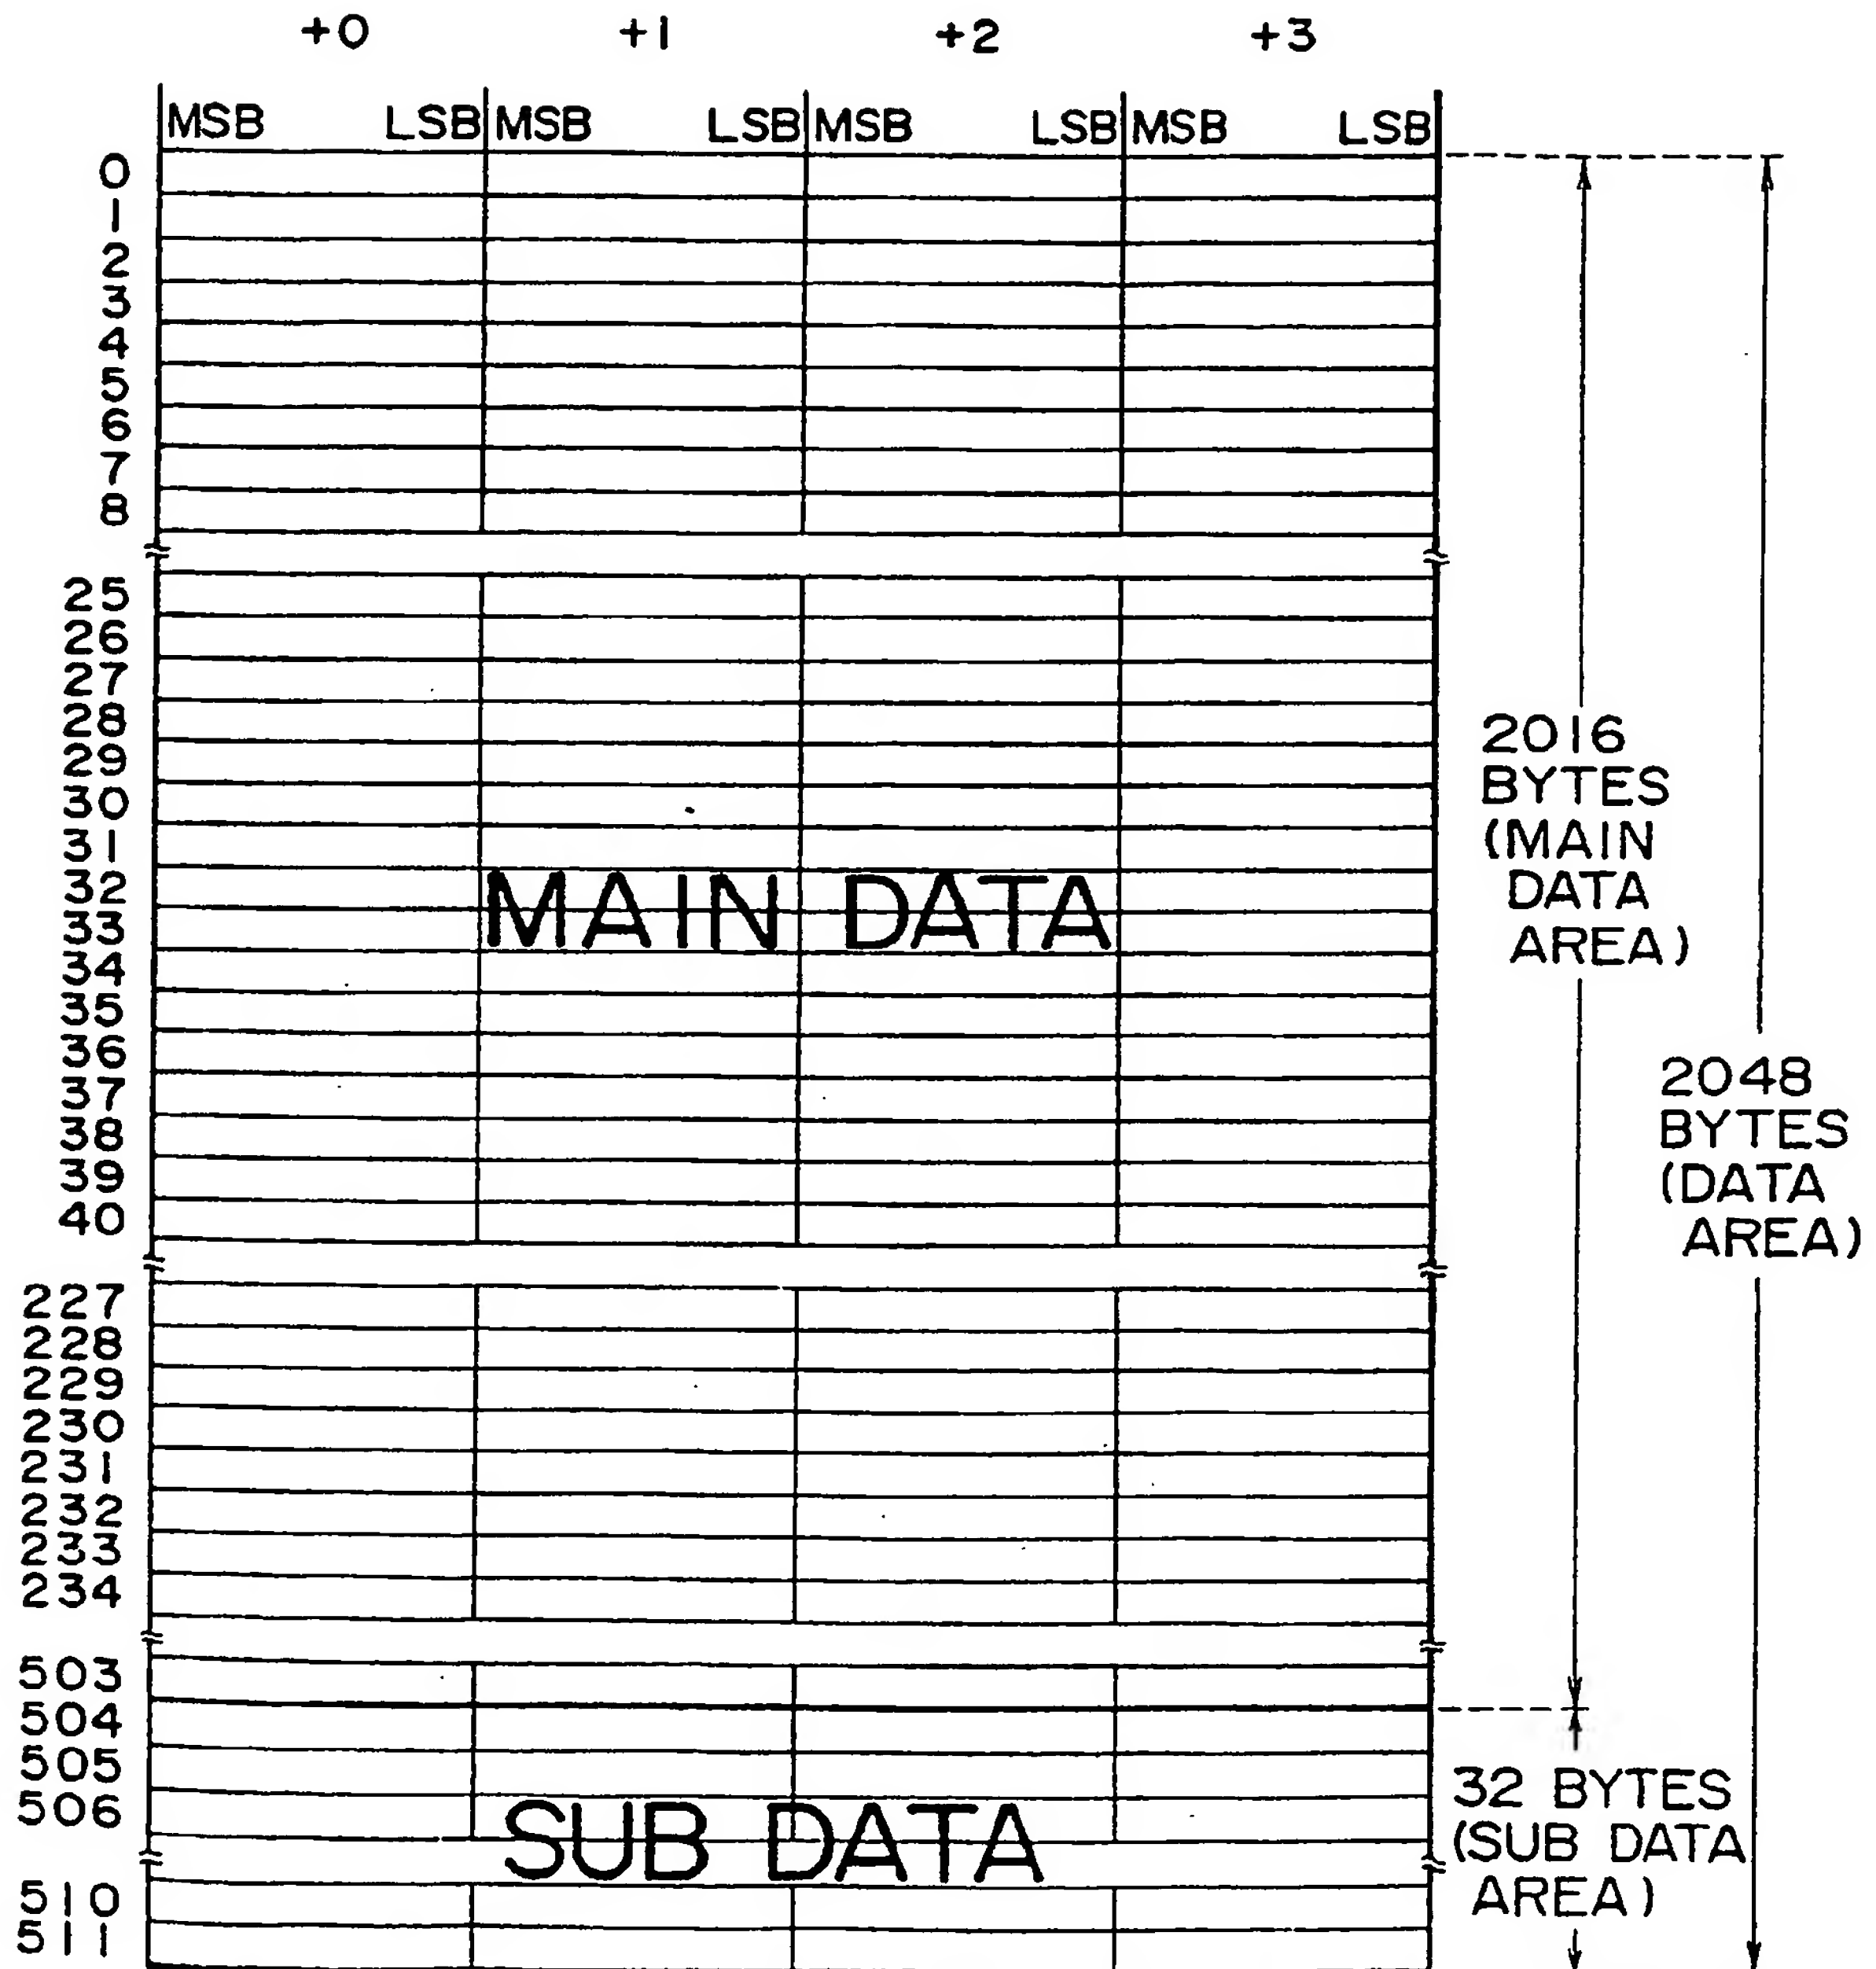 +0 +1 +2 +3
MSB LSB MSB LSB MSB LSB MSB LSB
0
1
2
3
4
5
6
7
8
25
26
27
28
29
30
31
32
33
34
35
36
37
38
39
40
227
228
229
230
231
232
233
234
503
504
505
506
510
511
MAIN DATA
SUB DATA
2016
BYTES
(MAIN
DATA
AREA)
2048
BYTES
(DATA
AREA)
32 BYTES
(SUB DATA
AREA)